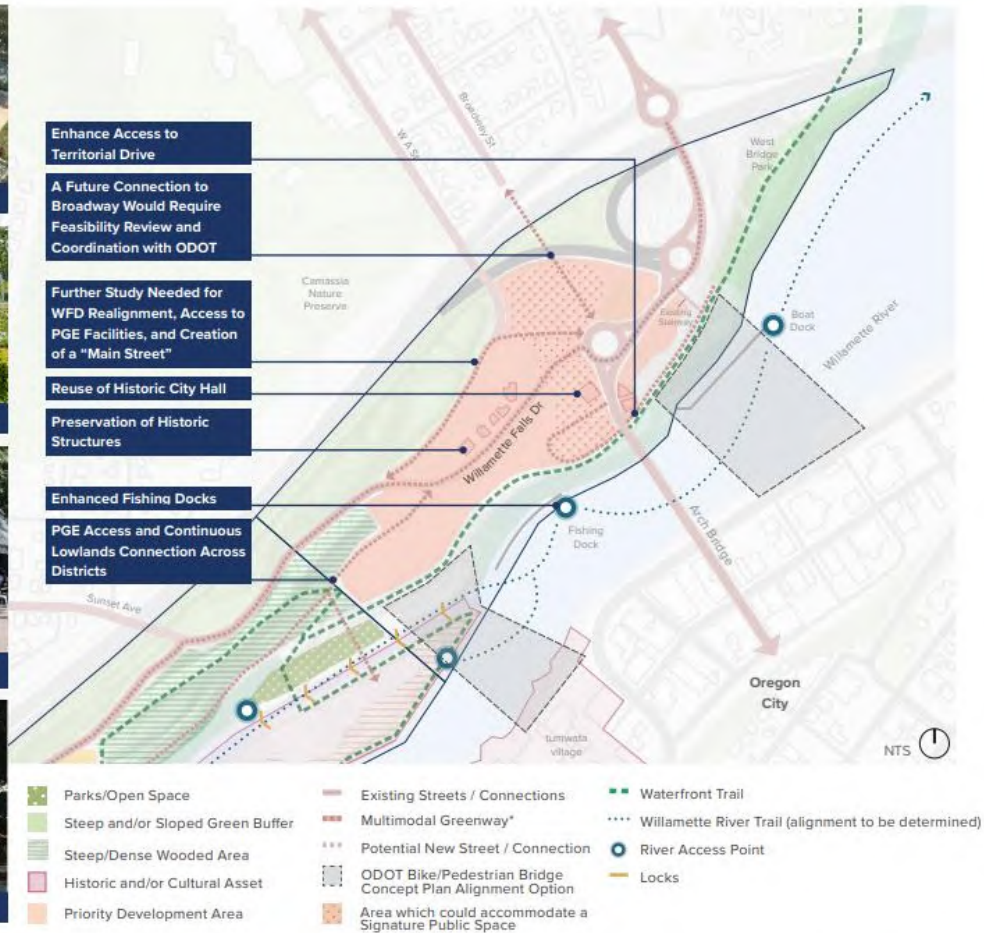 Enhance Access to
Territorial Drive
A Future Connection to
Broadway Would Require
Feasibility Review and
Coordination with ODOT
Further Study Needed for
WFD Realignment, Access to
PGE Facilities, and Creation
of a "Main Street"
Reuse of Historic City Hall
Preservation of Historic
Structures
Enhanced Fishing Docks
PGE Access and Continuous
Lowlands Connection Across
Districts
W A St
Broadway St
West
Bridge
Park
Camassia
Nature
Preserve
Existing
Stairway
Boat
Dock
Willamette River
Willamette Falls Dr
Fishing
Dock
Arch Bridge
Sunset Ave
Oregon
City
tumwata
village
NTS
Parks/Open Space
Steep and/or Sloped Green Buffer
Steep/Dense Wooded Area
Historic and/or Cultural Asset
Priority Development Area
Existing Streets / Connections
Multimodal Greenway*
Potential New Street / Connection
ODOT Bike/Pedestrian Bridge
Concept Plan Alignment Option
Area which could accommodate a
Signature Public Space
Waterfront Trail
Willamette River Trail (alignment to be determined)
River Access Point
Locks